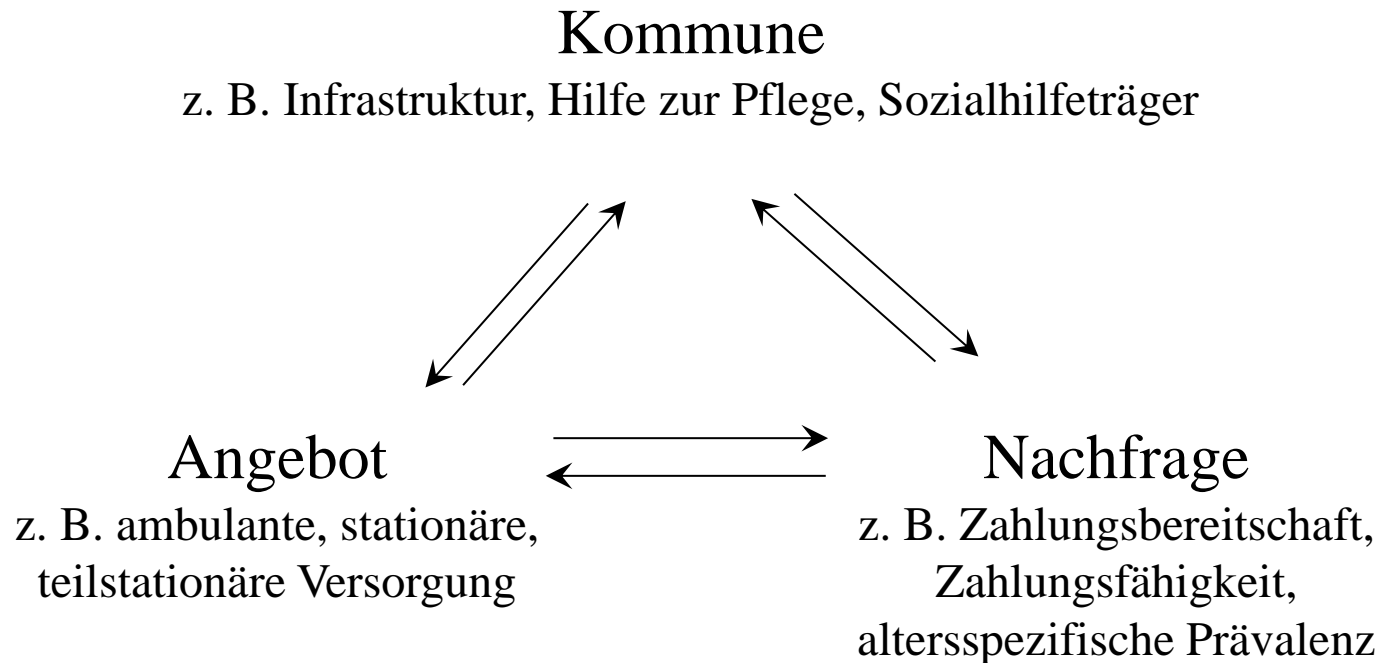 Kommune
z. B. Infrastruktur, Hilfe zur Pflege, Sozialhilfeträger
Angebot
z. B. ambulante, stationäre,
teilstationäre Versorgung
Nachfrage
z. B. Zahlungsbereitschaft,
Zahlungsfähigkeit,
altersspezifische Prävalenz